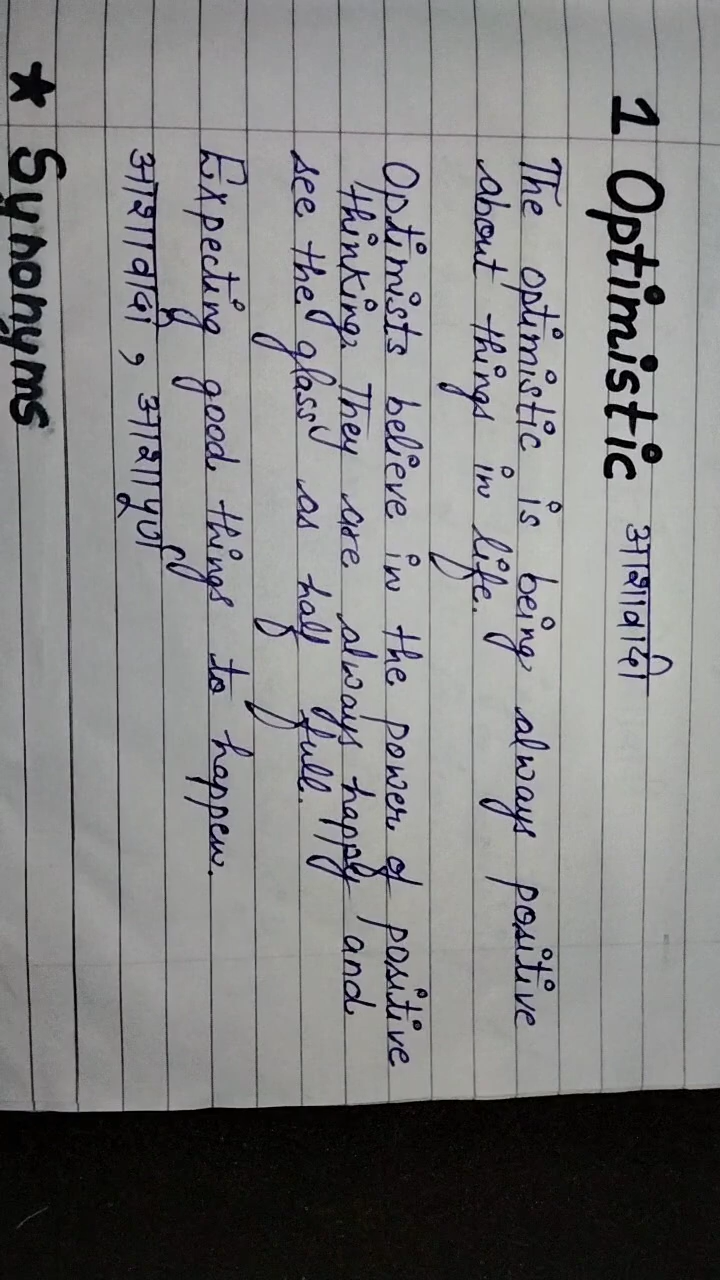 1 Optimistic आशावादी
The optimistic is being always positive
about things in life.
Optimists believe in the power of positive
thinking. They are always happy and
see the glass as half full.
Expecting good things to happen.
आशावादी, आशापूर्ण
★ Synonyms